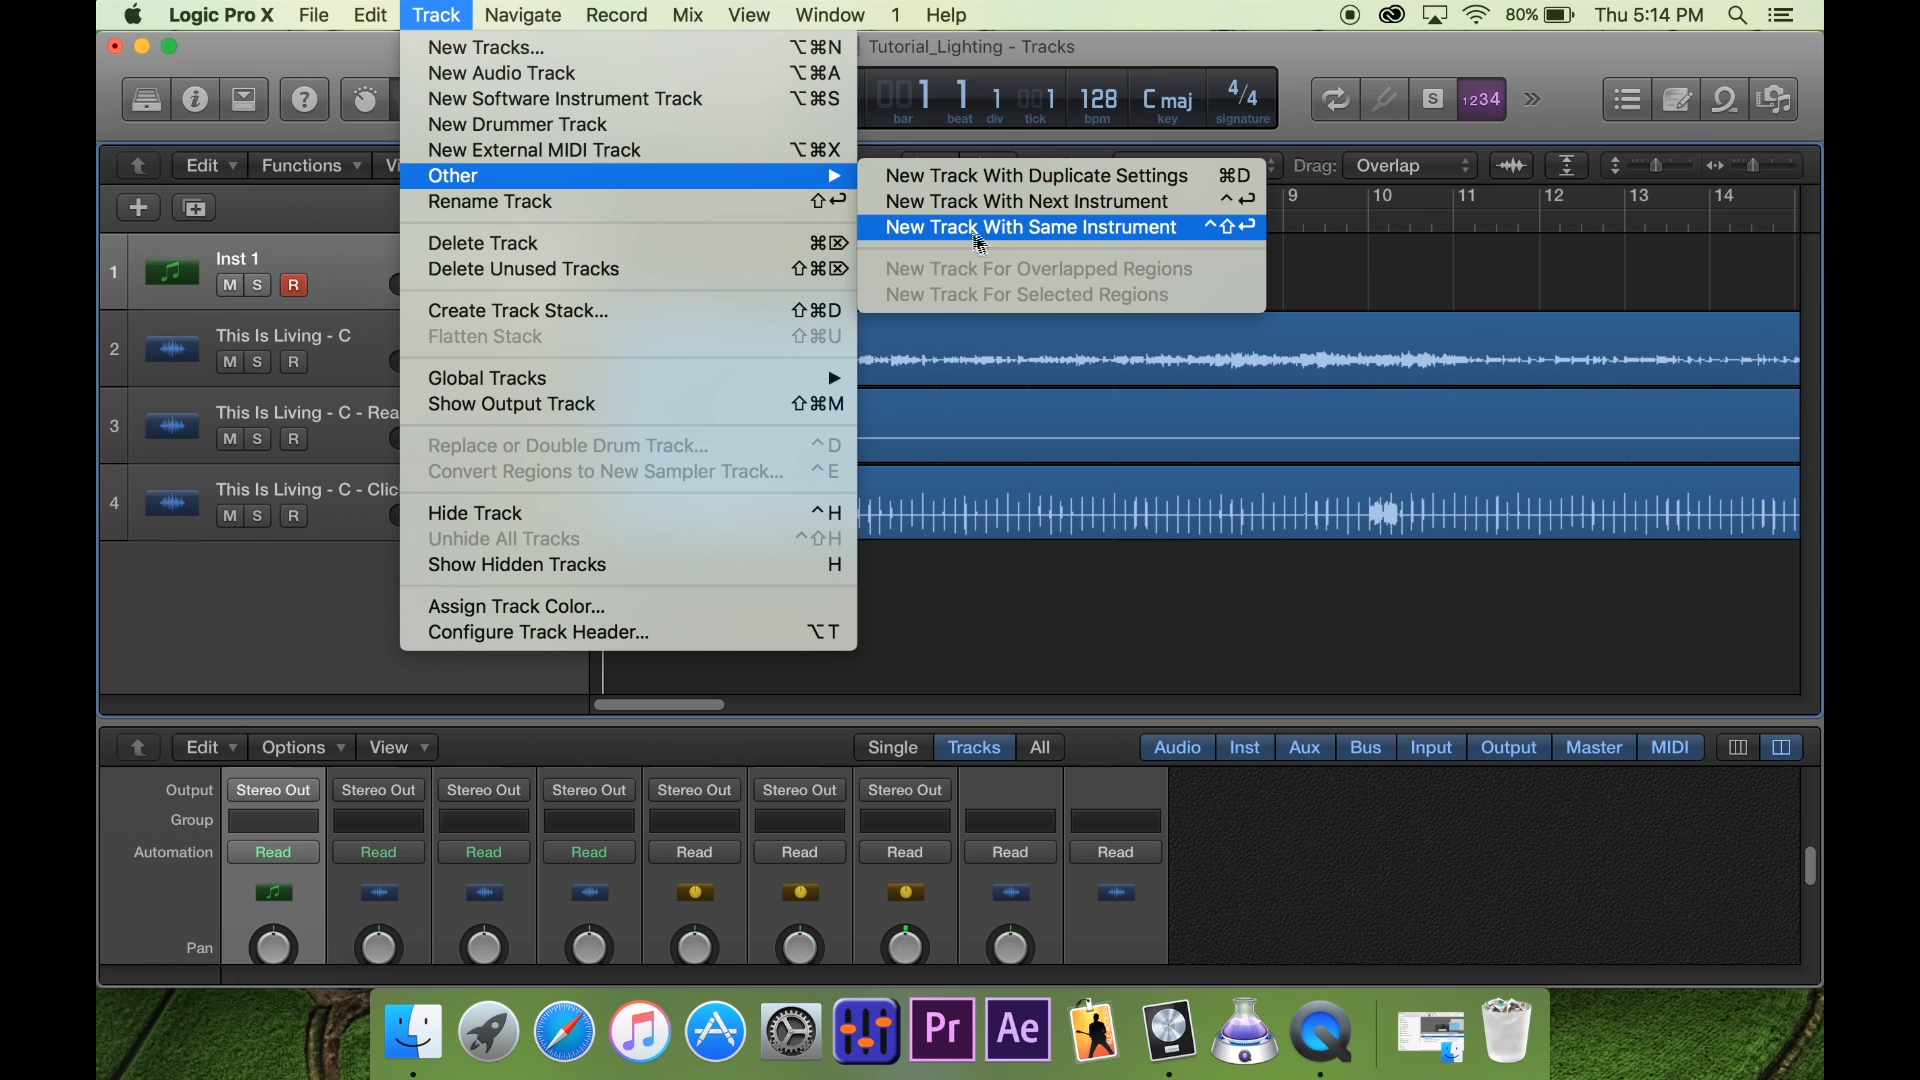 Logic Pro X File Edit Track Navigate Record Mix View Window 1 Help 80% Thu 5:14 PM
Tutorial_Lighting - Tracks
New Tracks... ⌥⌘N
New Audio Track ⌥⌘A
New Software Instrument Track ⌥⌘S
New Drummer Track
New External MIDI Track ⌥⌘X
Other
Rename Track ⇧↩
Delete Track ⌘⌦
Delete Unused Tracks ⇧⌘⌦
Create Track Stack... ⇧⌘D
Flatten Stack ⇧⌘U
Global Tracks
Show Output Track ⇧⌘M
Replace or Double Drum Track... ^D
Convert Regions to New Sampler Track... ^E
Hide Track ^H
Unhide All Tracks ^⇧H
Show Hidden Tracks H
Assign Track Color...
Configure Track Header... ⌥T
New Track With Duplicate Settings ⌘D
New Track With Next Instrument ^↩
New Track With Same Instrument ^⇧↩
New Track For Overlapped Regions
New Track For Selected Regions
001 1 1 001 128 C maj 4/4
bar beat div tick bpm key signature
S 1234
Edit Functions Vi
Drag: Overlap
9 10 11 12 13 14
1 Inst 1
M S R
2 This Is Living - C
M S R
3 This Is Living - C - Rea
M S R
4 This Is Living - C - Clic
M S R
Edit Options View Single Tracks All Audio Inst Aux Bus Input Output Master MIDI
Output Stereo Out Stereo Out Stereo Out Stereo Out Stereo Out Stereo Out Stereo Out
Group
Automation Read Read Read Read Read Read Read Read Read
Pan
Pr Ae